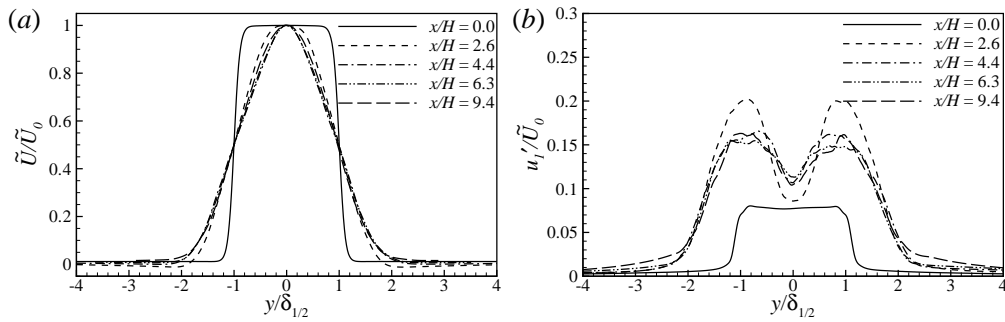 (a)
x/H = 0.0
x/H = 2.6
x/H = 4.4
x/H = 6.3
x/H = 9.4
1
0.8
0.6
0.4
0.2
0
Ũ/Ũ₀
-4 -3 -2 -1 0 1 2 3 4
y/δ₁/₂
(b)
x/H = 0.0
x/H = 2.6
x/H = 4.4
x/H = 6.3
x/H = 9.4
0.3
0.25
0.2
0.15
0.1
0.05
0
u₁'/Ũ₀
-4 -3 -2 -1 0 1 2 3 4
y/δ₁/₂